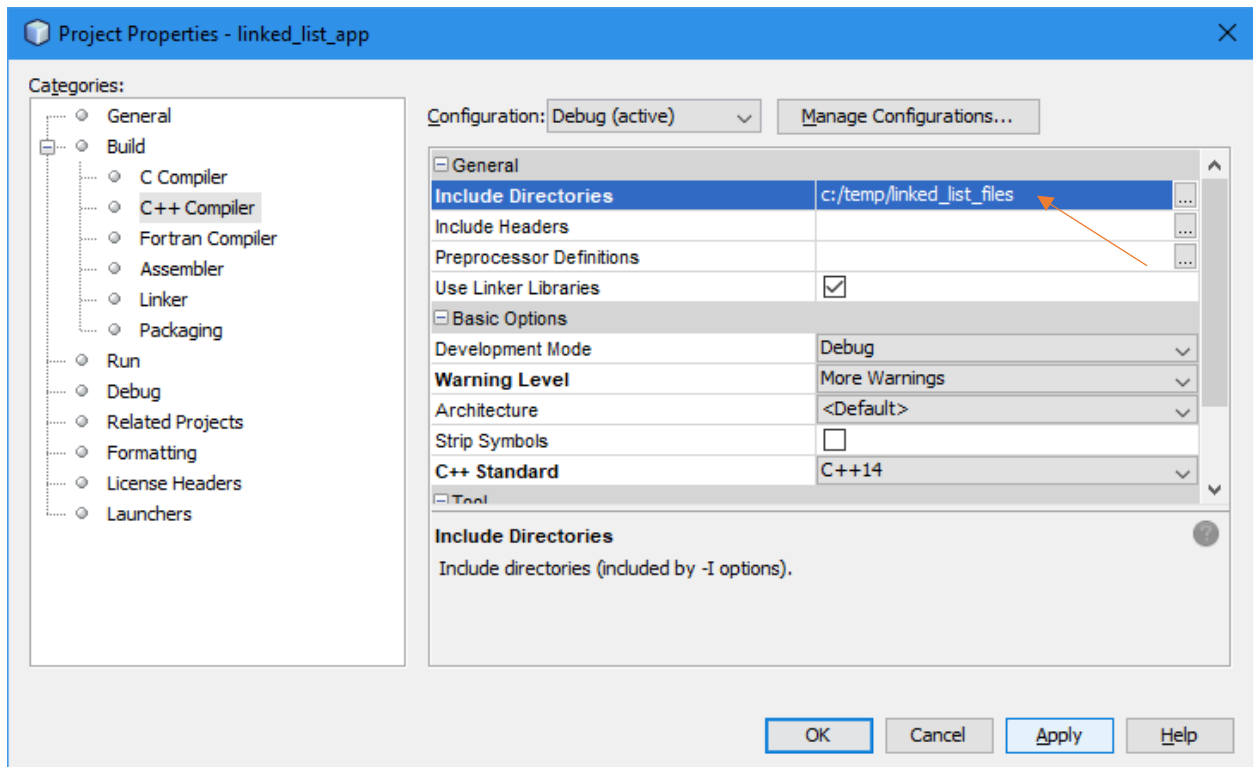 Project Properties - linked_list_app
Categories:
General
Build
C Compiler
C++ Compiler
Fortran Compiler
Assembler
Linker
Packaging
Run
Debug
Related Projects
Formatting
License Headers
Launchers
Configuration: Debug (active) Manage Configurations...
General
Include Directories c:/temp/linked_list_files ...
Include Headers ...
Preprocessor Definitions ...
Use Linker Libraries
Basic Options
Development Mode Debug
Warning Level More Warnings
Architecture <Default>
Strip Symbols
C++ Standard C++14
Tool
Include Directories ?
Include directories (included by -I options).
OK Cancel Apply Help